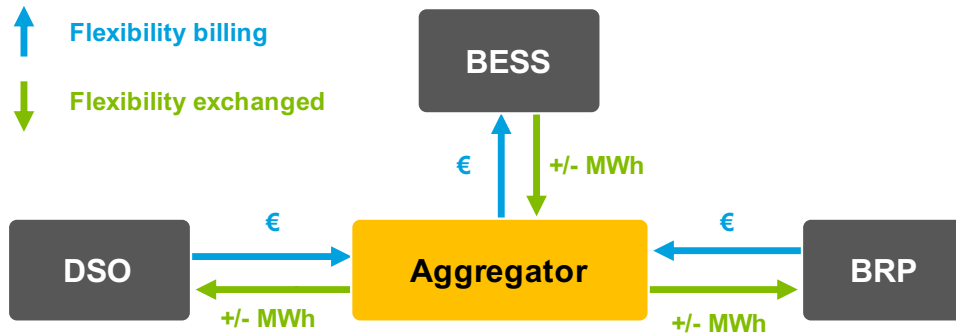 Flexibility billing
BESS
Flexibility exchanged
€
+/- MWh
€
€
DSO
Aggregator
BRP
+/- MWh
+/- MWh